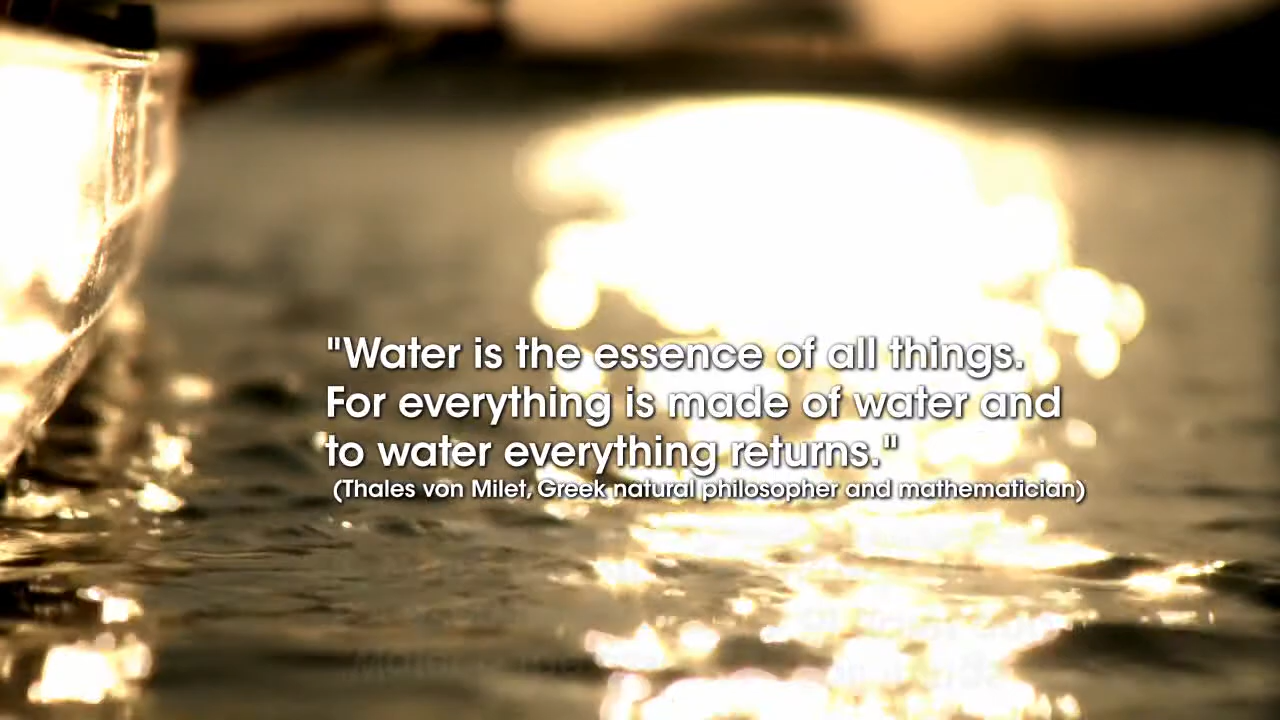 "Water is the essence of all things.
For everything is made of water and
to water everything returns."
(Thales von Milet, Greek natural philosopher and mathematician)